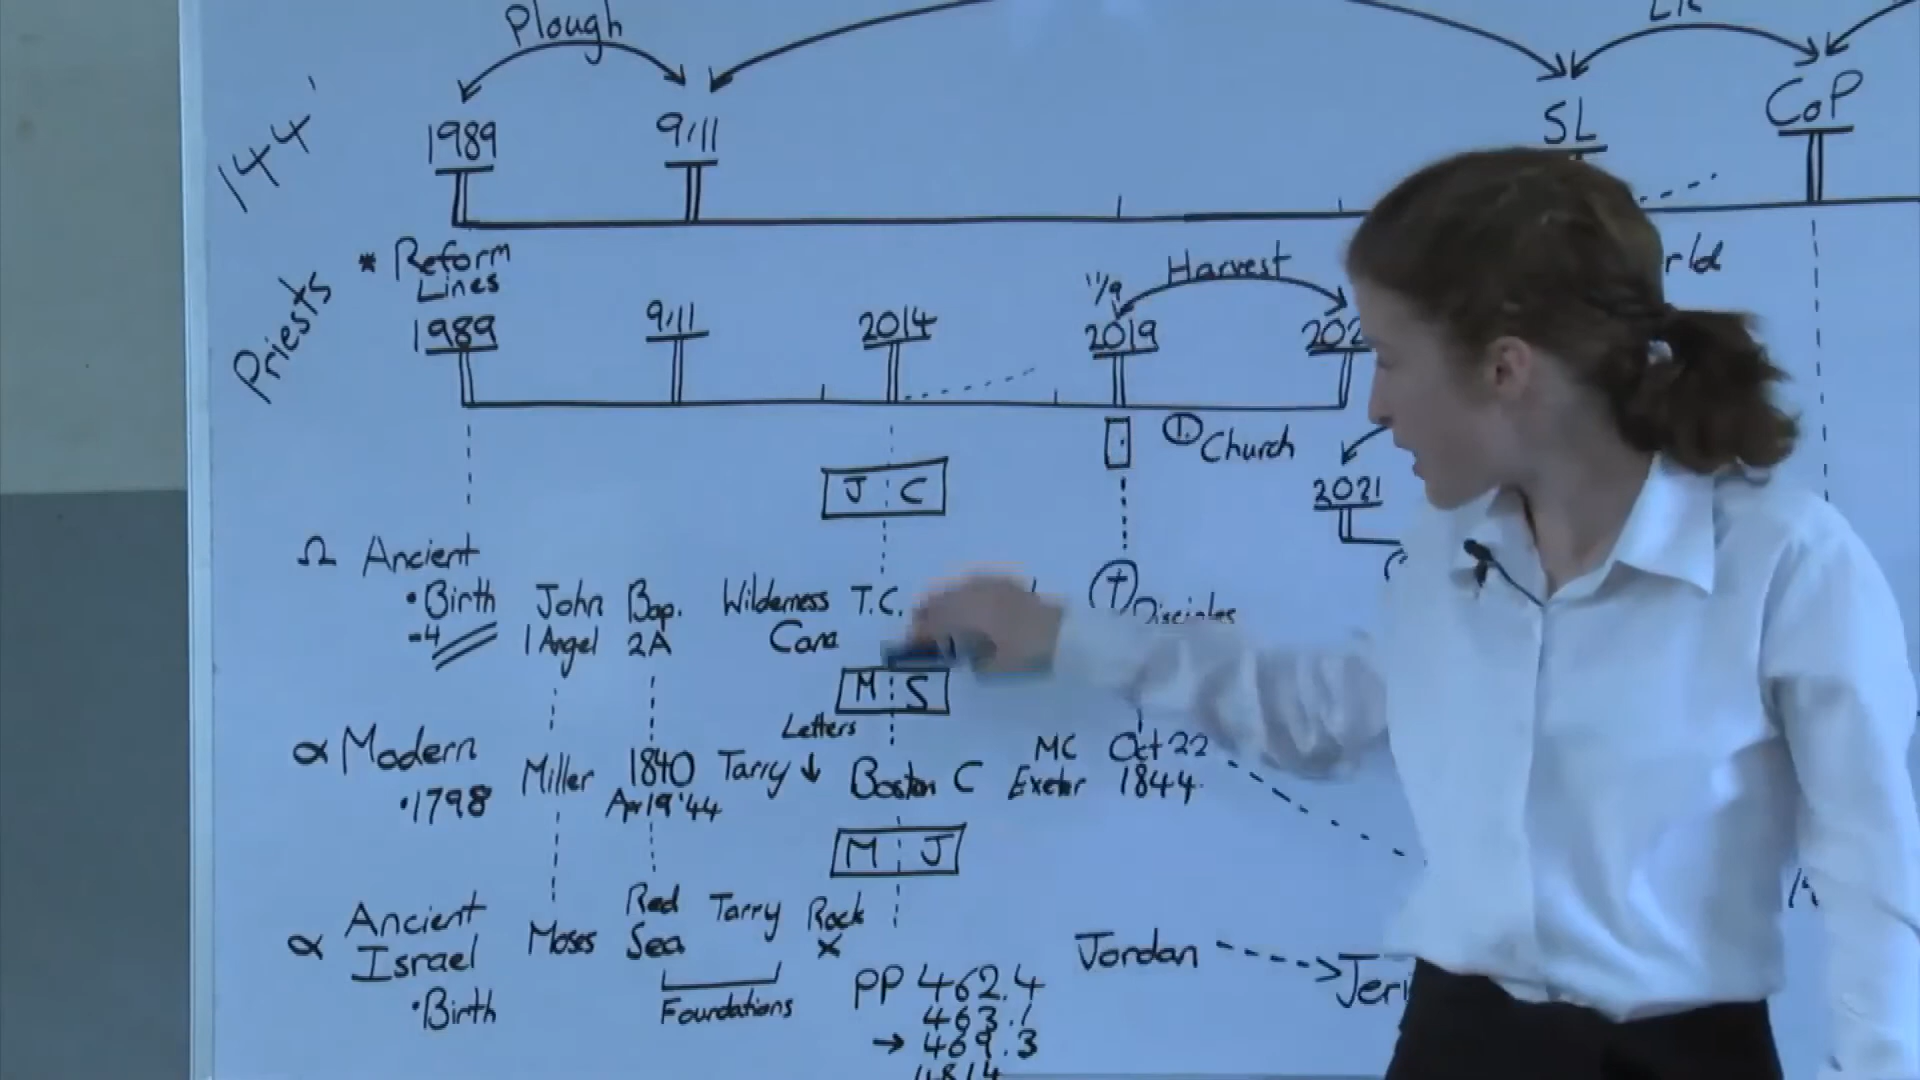 Plough
144'
1989 9/11 SL CoP
* Reform
Lines
Priests
Harvest
11/9
1989 9/11 2014 2019
T. Church
J C
2021
Ω Ancient
• Birth John Bap. Wilderness T.C. Disciples
-4 1 Angel 2A Cana
M S
Letters
α Modern Miller 1840 Tarry ↓ Boston C MC Oct 22
• 1798 Apr 19 '44 Exeter 1844
M J
α Ancient
Israel Moses Red Sea Tarry Rock
x
• Birth Foundations
Jordan
PP 462.4
463.1
→ 469.3